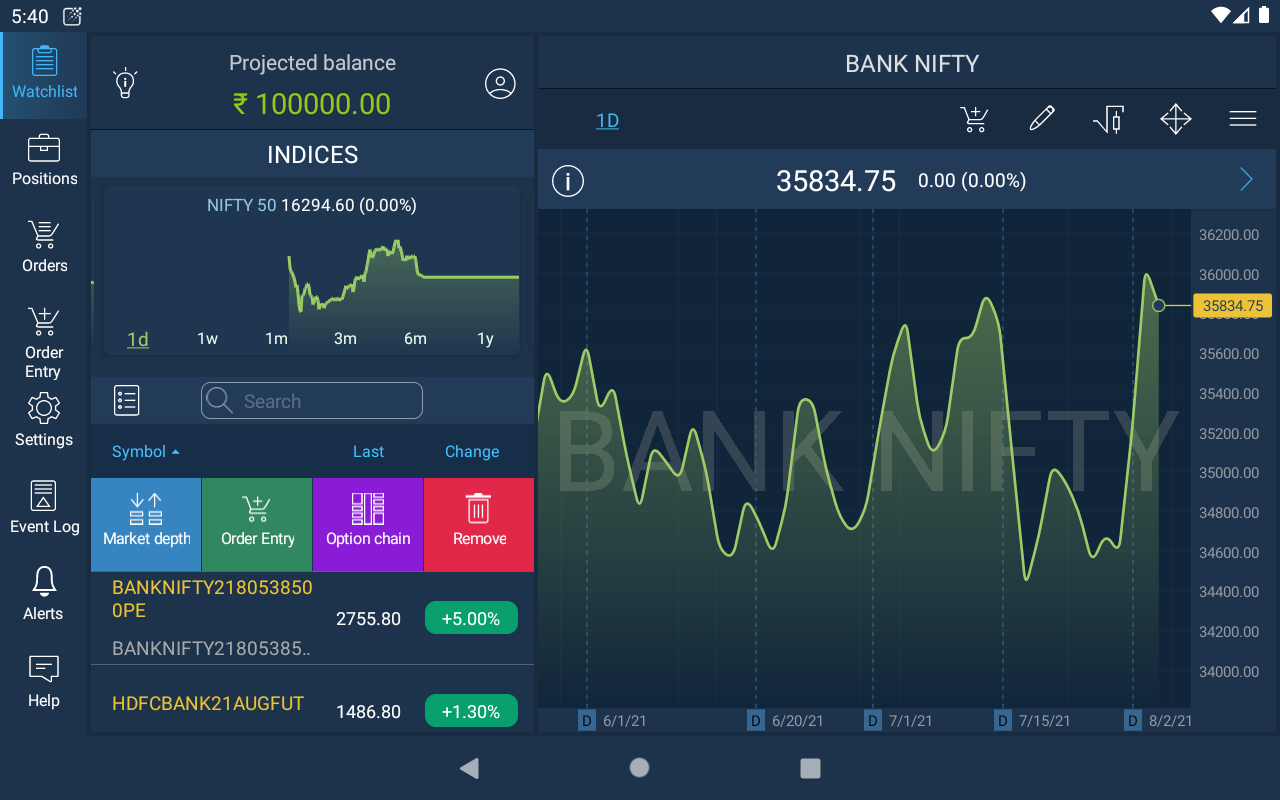 5:40
Watchlist
Positions
Orders
Order
Entry
Settings
Event Log
Alerts
Help
Projected balance
₹ 100000.00
INDICES
NIFTY 50 16294.60 (0.00%)
1d 1w 1m 3m 6m 1y
Search
Symbol Last Change
Market depth Order Entry Option chain Remove
BANKNIFTY218053850
0PE
2755.80 +5.00%
BANKNIFTY21805385..
HDFCBANK21AUGFUT
1486.80 +1.30%
BANK NIFTY
1D
35834.75 0.00 (0.00%)
BANK NIFTY
36200.00
36000.00
35834.75
35600.00
35400.00
35200.00
35000.00
34800.00
34600.00
34400.00
34200.00
34000.00
D 6/1/21 D 6/20/21 D 7/1/21 D 7/15/21 D 8/2/21